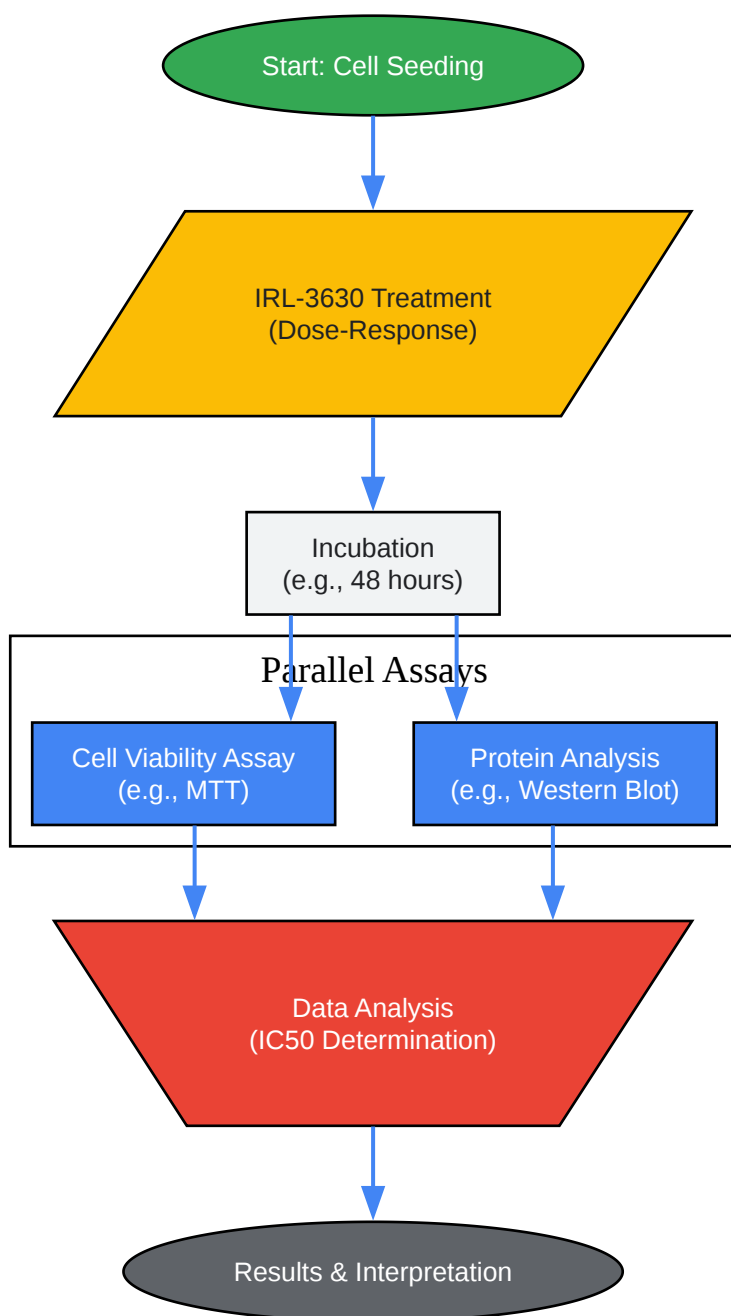 Start: Cell Seeding
IRL-3630 Treatment
(Dose-Response)
Incubation
(e.g., 48 hours)
Parallel Assays
Cell Viability Assay
(e.g., MTT)
Protein Analysis
(e.g., Western Blot)
Data Analysis
(IC50 Determination)
Results & Interpretation